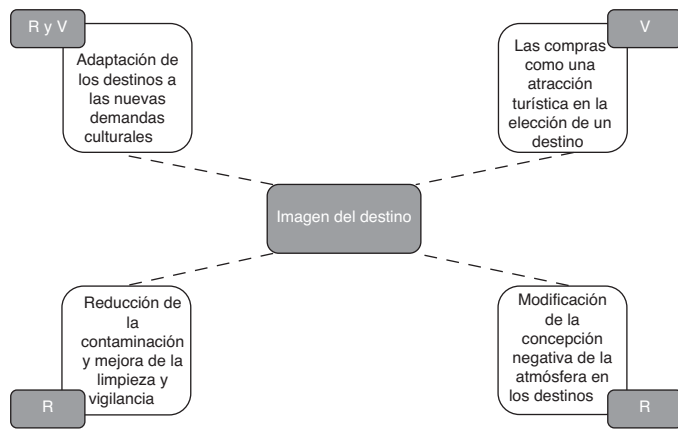 R y V
Adaptación de
los destinos a
las nuevas
demandas
culturales
V
Las compras
como una
atracción
turística en la
elección de un
destino
Imagen del destino
Reducción de
la
contaminación
y mejora de la
limpieza y
vigilancia
R
Modificación
de la
concepción
negativa de la
atmósfera en
los destinos
R